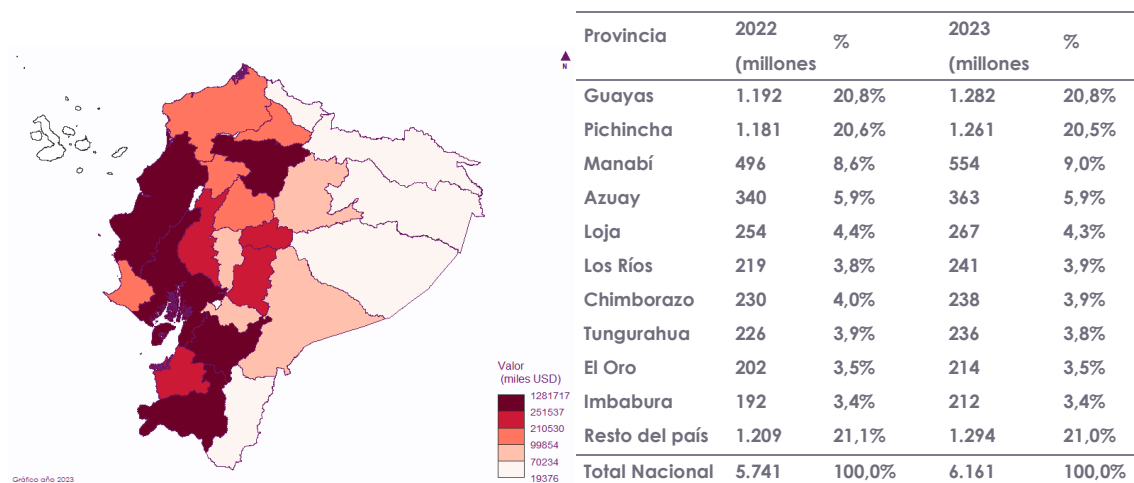 N
Valor
(miles USD)
1281717
251537
210530
99854
70234
19376
Gráfico año 2023
Provincia 2022 (millones % 2023 (millones %
Guayas 1.192 20,8% 1.282 20,8%
Pichincha 1.181 20,6% 1.261 20,5%
Manabí 496 8,6% 554 9,0%
Azuay 340 5,9% 363 5,9%
Loja 254 4,4% 267 4,3%
Los Ríos 219 3,8% 241 3,9%
Chimborazo 230 4,0% 238 3,9%
Tungurahua 226 3,9% 236 3,8%
El Oro 202 3,5% 214 3,5%
Imbabura 192 3,4% 212 3,4%
Resto del país 1.209 21,1% 1.294 21,0%
Total Nacional 5.741 100,0% 6.161 100,0%